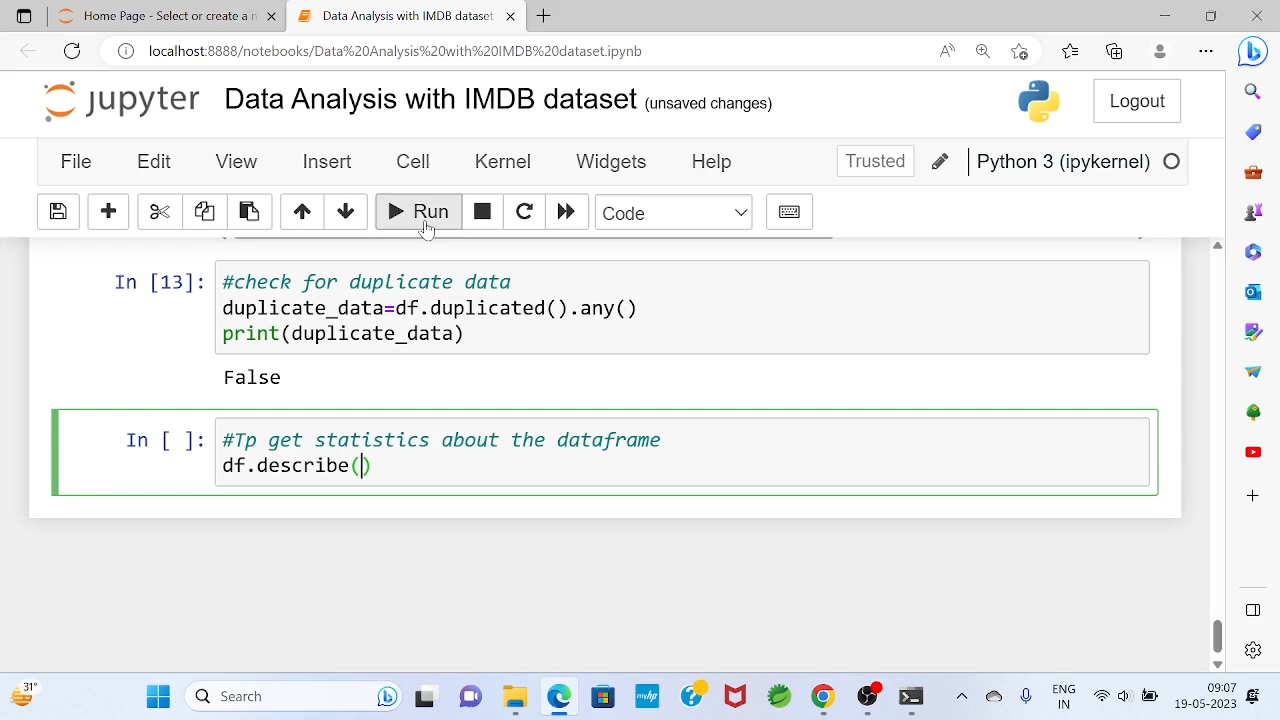 Home Page - Select or create a n
Data Analysis with IMDB dataset
localhost:8888/notebooks/Data%20Analysis%20with%20IMDB%20dataset.ipynb
jupyter Data Analysis with IMDB dataset (unsaved changes)
Logout
File Edit View Insert Cell Kernel Widgets Help
Trusted
Python 3 (ipykernel)
Run
Code
In [13]: #check for duplicate data
duplicate_data=df.duplicated().any()
print(duplicate_data)
False
In [ ]: #Tp get statistics about the dataframe
df.describe()
31°
Search
ENG
IN
09:07
19-05-2023